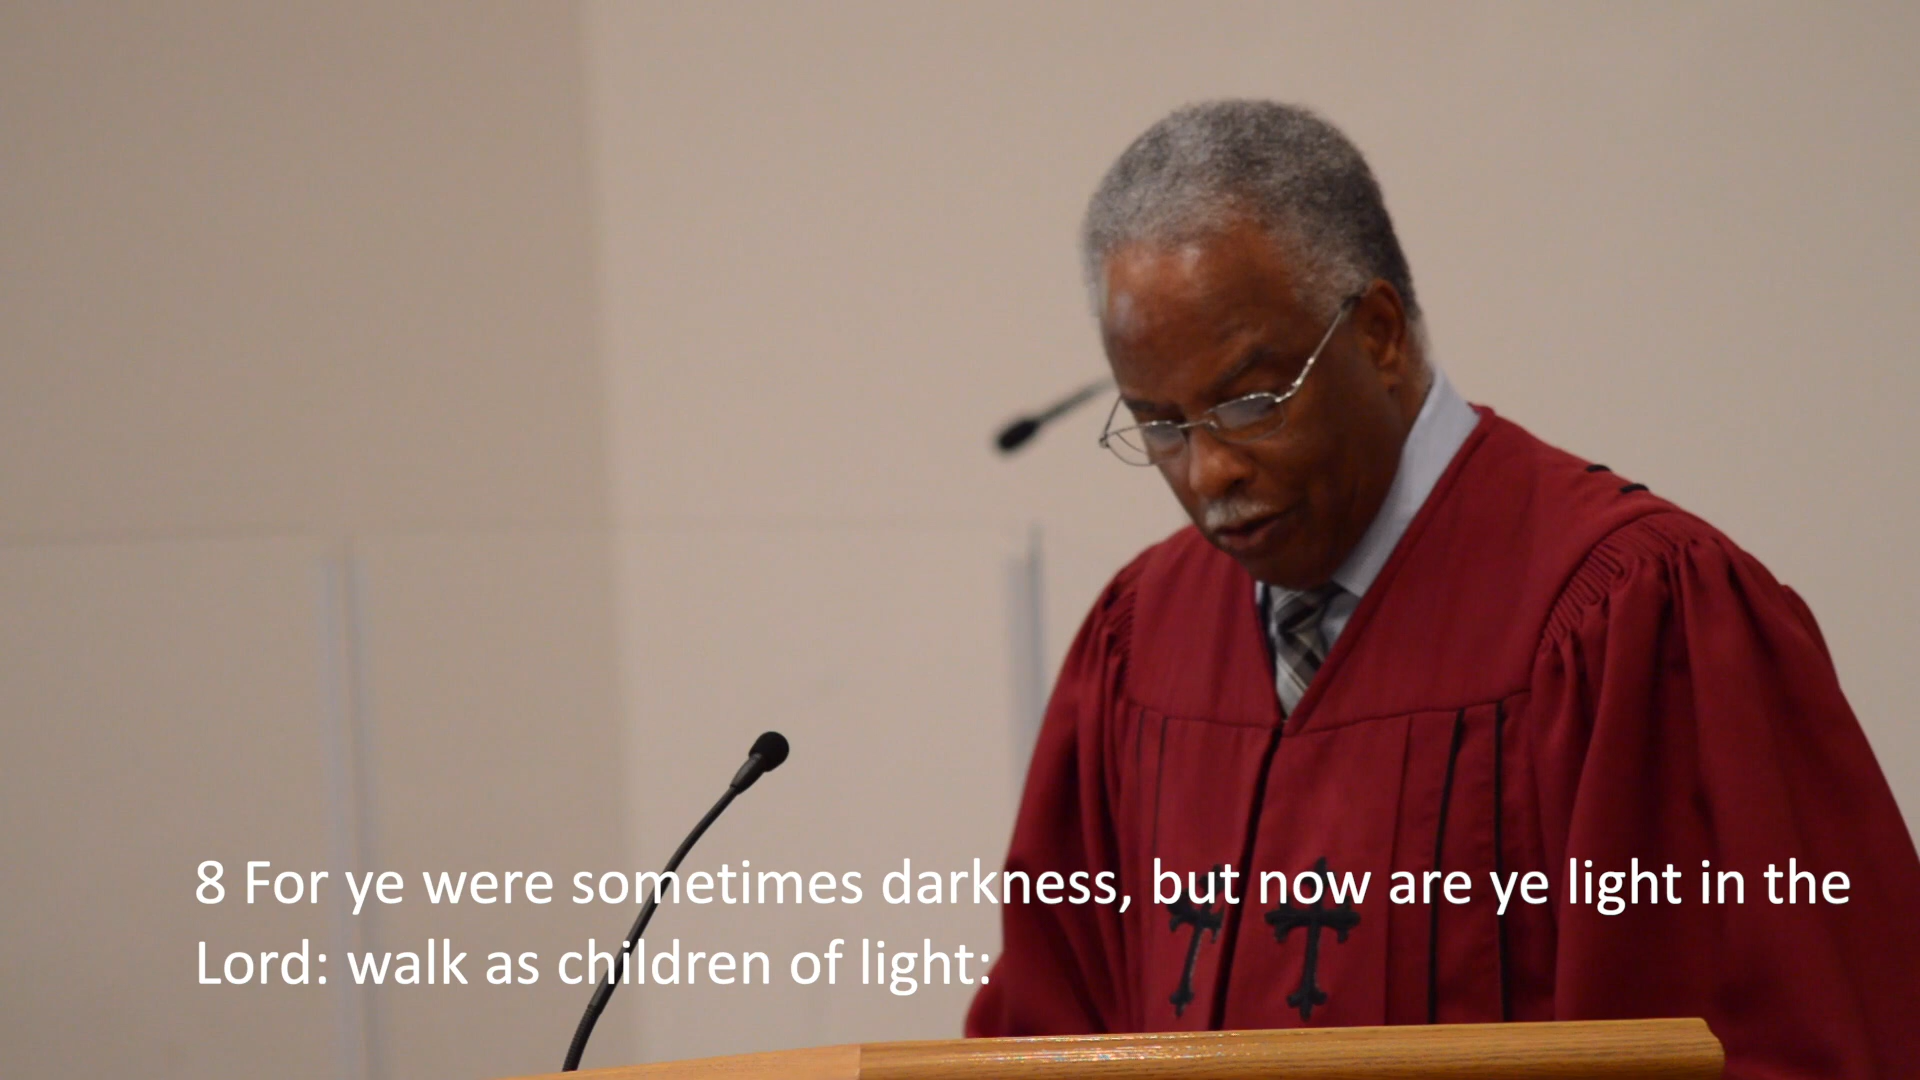 8 For ye were sometimes darkness, but now are ye light in the
Lord: walk as children of light: